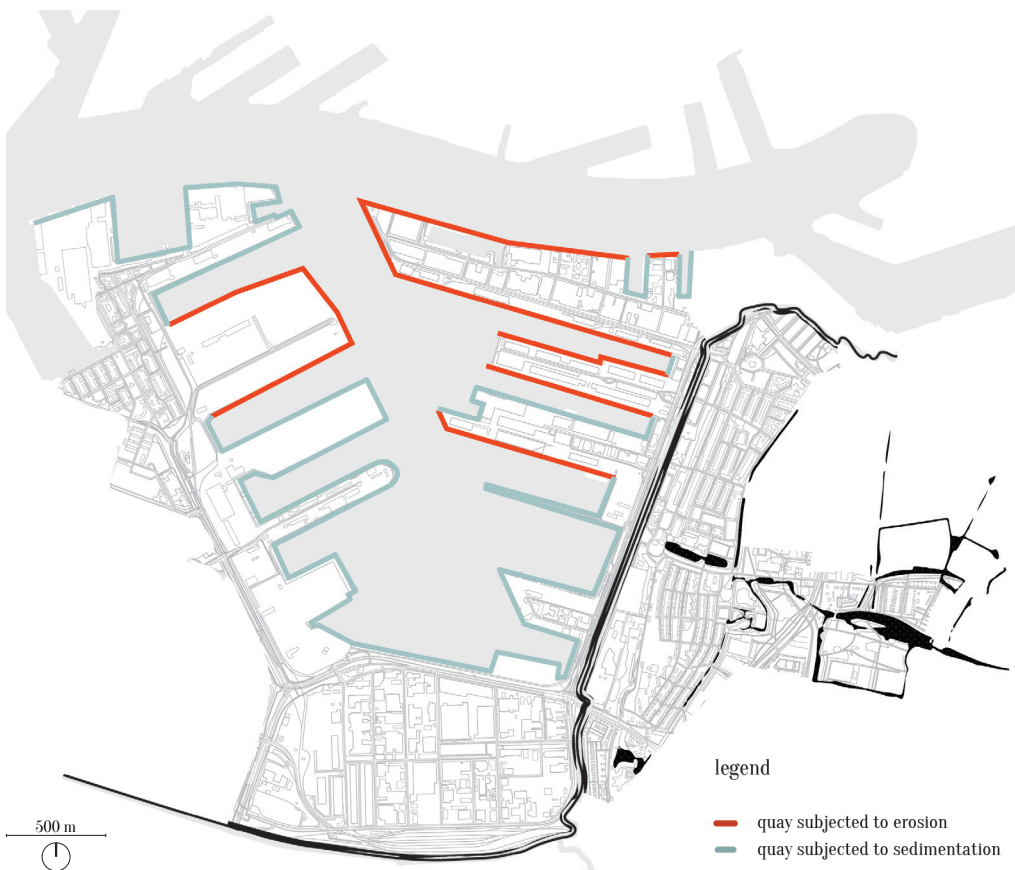 legend
quay subjected to erosion
500 m
quay subjected to sedimentation